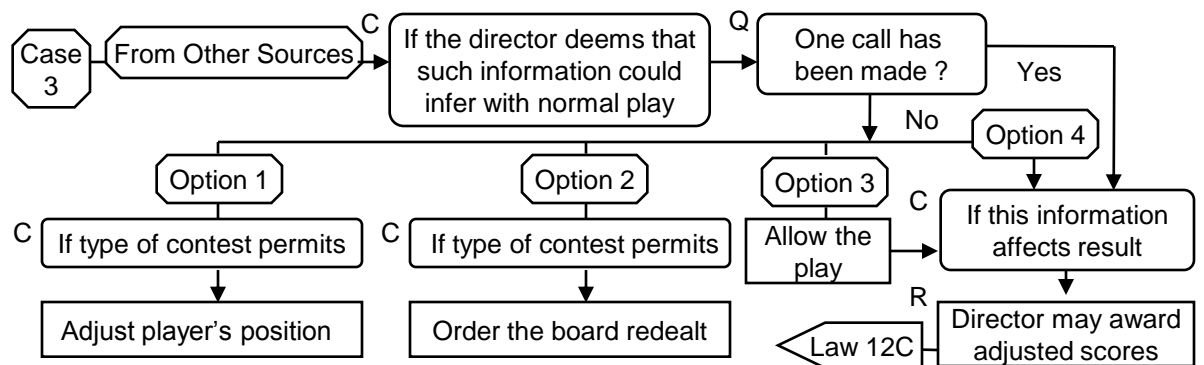 Case
3
From Other Sources
C
If the director deems that
such information could
infer with normal play
Q
One call has
been made ?
Yes
No
Option 1
Option 2
Option 3
Option 4
C
If type of contest permits
C
If type of contest permits
Allow the
play
C
If this information
affects result
Adjust player’s position
Order the board redealt
Law 12C
R
Director may award
adjusted scores